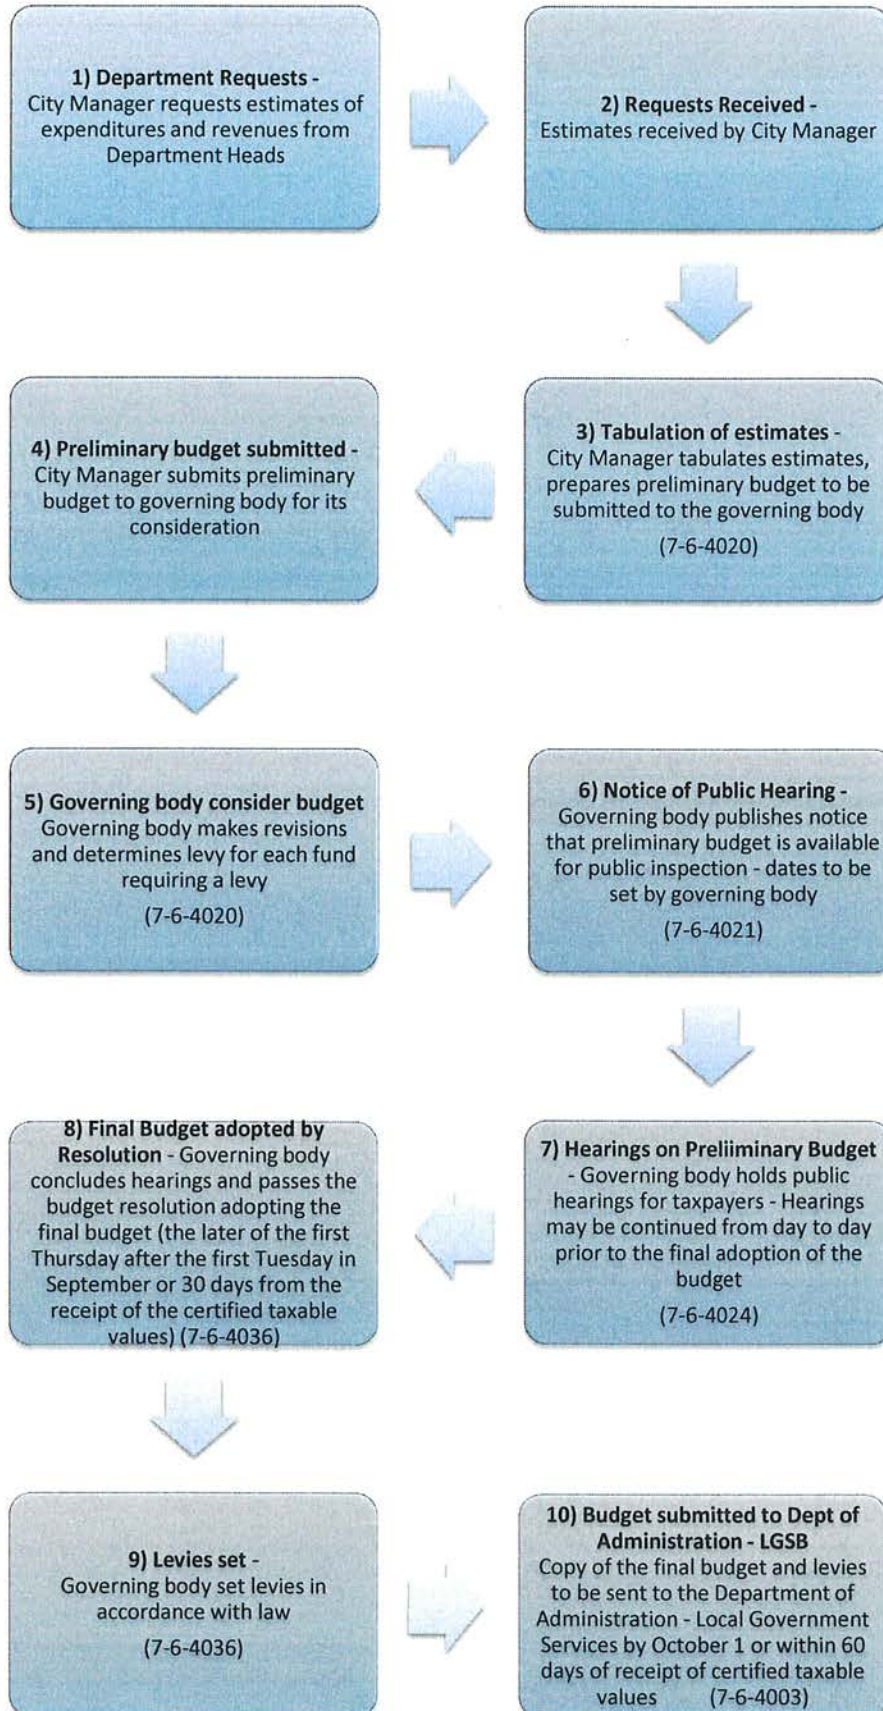 1) Department Requests -
City Manager requests estimates of
expenditures and revenues from
Department Heads
2) Requests Received -
Estimates received by City Manager
3) Tabulation of estimates -
City Manager tabulates estimates,
prepares preliminary budget to be
submitted to the governing body
(7-6-4020)
4) Preliminary budget submitted -
City Manager submits preliminary
budget to governing body for its
consideration
5) Governing body consider budget
Governing body makes revisions
and determines levy for each fund
requiring a levy
(7-6-4020)
6) Notice of Public Hearing -
Governing body publishes notice
that preliminary budget is available
for public inspection - dates to be
set by governing body
(7-6-4021)
7) Hearings on Preliiminary Budget
- Governing body holds public
hearings for taxpayers - Hearings
may be continued from day to day
prior to the final adoption of the
budget
(7-6-4024)
8) Final Budget adopted by
Resolution - Governing body
concludes hearings and passes the
budget resolution adopting the
final budget (the later of the first
Thursday after the first Tuesday in
September or 30 days from the
receipt of the certified taxable
values) (7-6-4036)
9) Levies set -
Governing body set levies in
accordance with law
(7-6-4036)
10) Budget submitted to Dept of
Administration - LGSB
Copy of the final budget and levies
to be sent to the Department of
Administration - Local Government
Services by October 1 or within 60
days of receipt of certified taxable
values (7-6-4003)